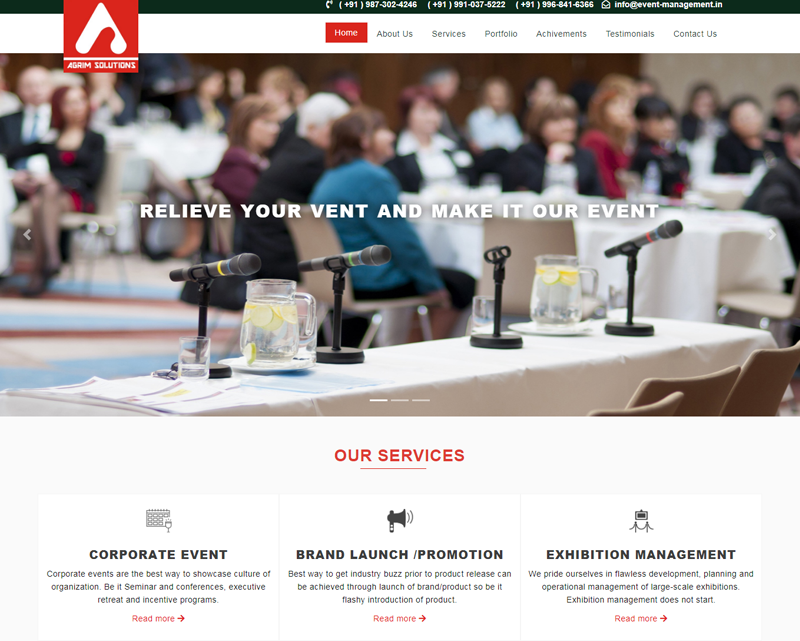 ( +91 ) 987-302-4246 ( +91 ) 991-037-5222 ( +91 ) 996-841-6366 info@event-management.in
AGRIM SOLUTIONS
Home About Us Services Portfolio Achivements Testimonials Contact Us
RELIEVE YOUR VENT AND MAKE IT OUR EVENT
OUR SERVICES
CORPORATE EVENT
Corporate events are the best way to showcase culture of
organization. Be it Seminar and conferences, executive
retreat and incentive programs.
Read more
BRAND LAUNCH /PROMOTION
Best way to get industry buzz prior to product release can
be achieved through launch of brand/product so be it
flashy introduction of product.
Read more
EXHIBITION MANAGEMENT
We pride ourselves in flawless development, planning and
operational management of large-scale exhibitions.
Exhibition management does not start.
Read more